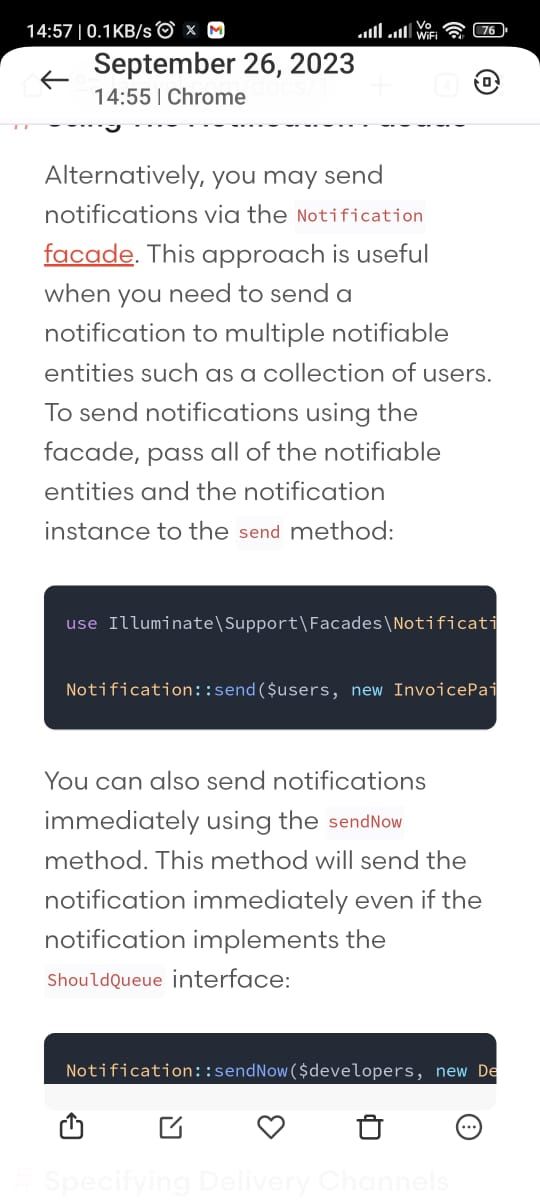 14:57 | 0.1KB/s X M Vo WiFi 76
September 26, 2023
14:55 | Chrome
Using The Notification Facade
Alternatively, you may send
notifications via the Notification
facade. This approach is useful
when you need to send a
notification to multiple notifiable
entities such as a collection of users.
To send notifications using the
facade, pass all of the notifiable
entities and the notification
instance to the send method:
use Illuminate\Support\Facades\Notificati
Notification::send($users, new InvoicePai
You can also send notifications
immediately using the sendNow
method. This method will send the
notification immediately even if the
notification implements the
ShouldQueue interface:
Notification::sendNow($developers, new De
# Specifying Delivery Channels